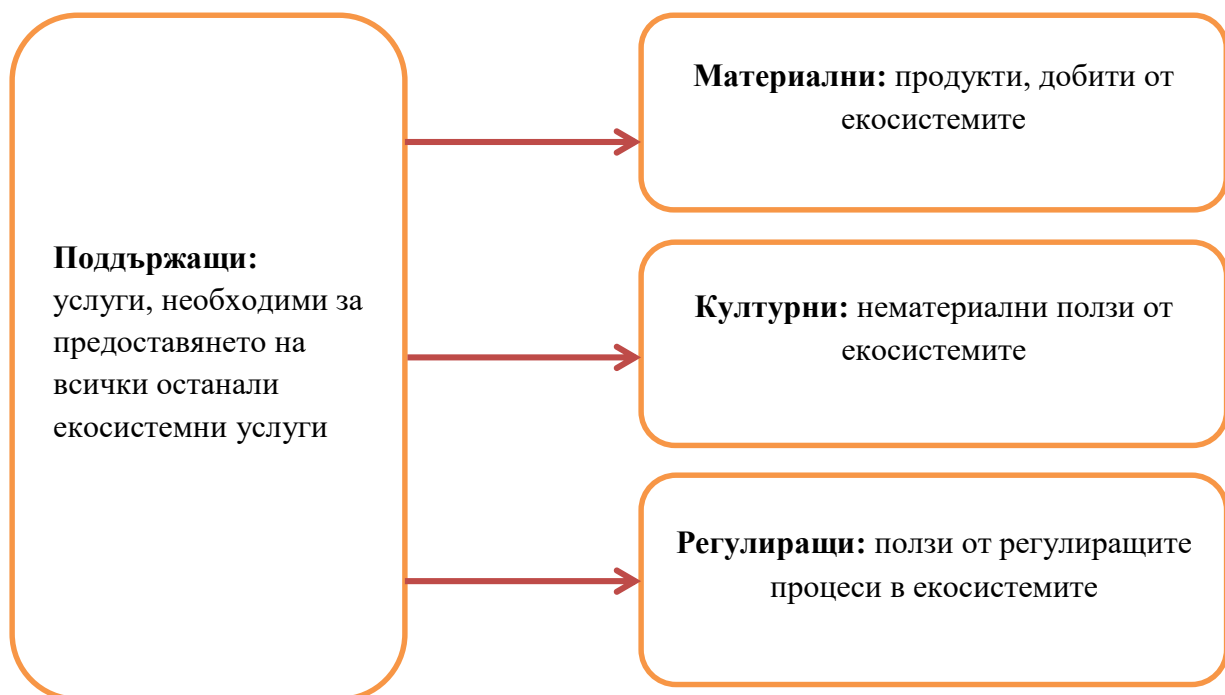 Поддържащи:
услуги, необходими за
предоставянето на
всички останали
екосистемни услуги
Материални: продукти, добити от
екосистемите
Културни: нематериални ползи от
екосистемите
Регулиращи: ползи от регулиращите
процеси в екосистемите